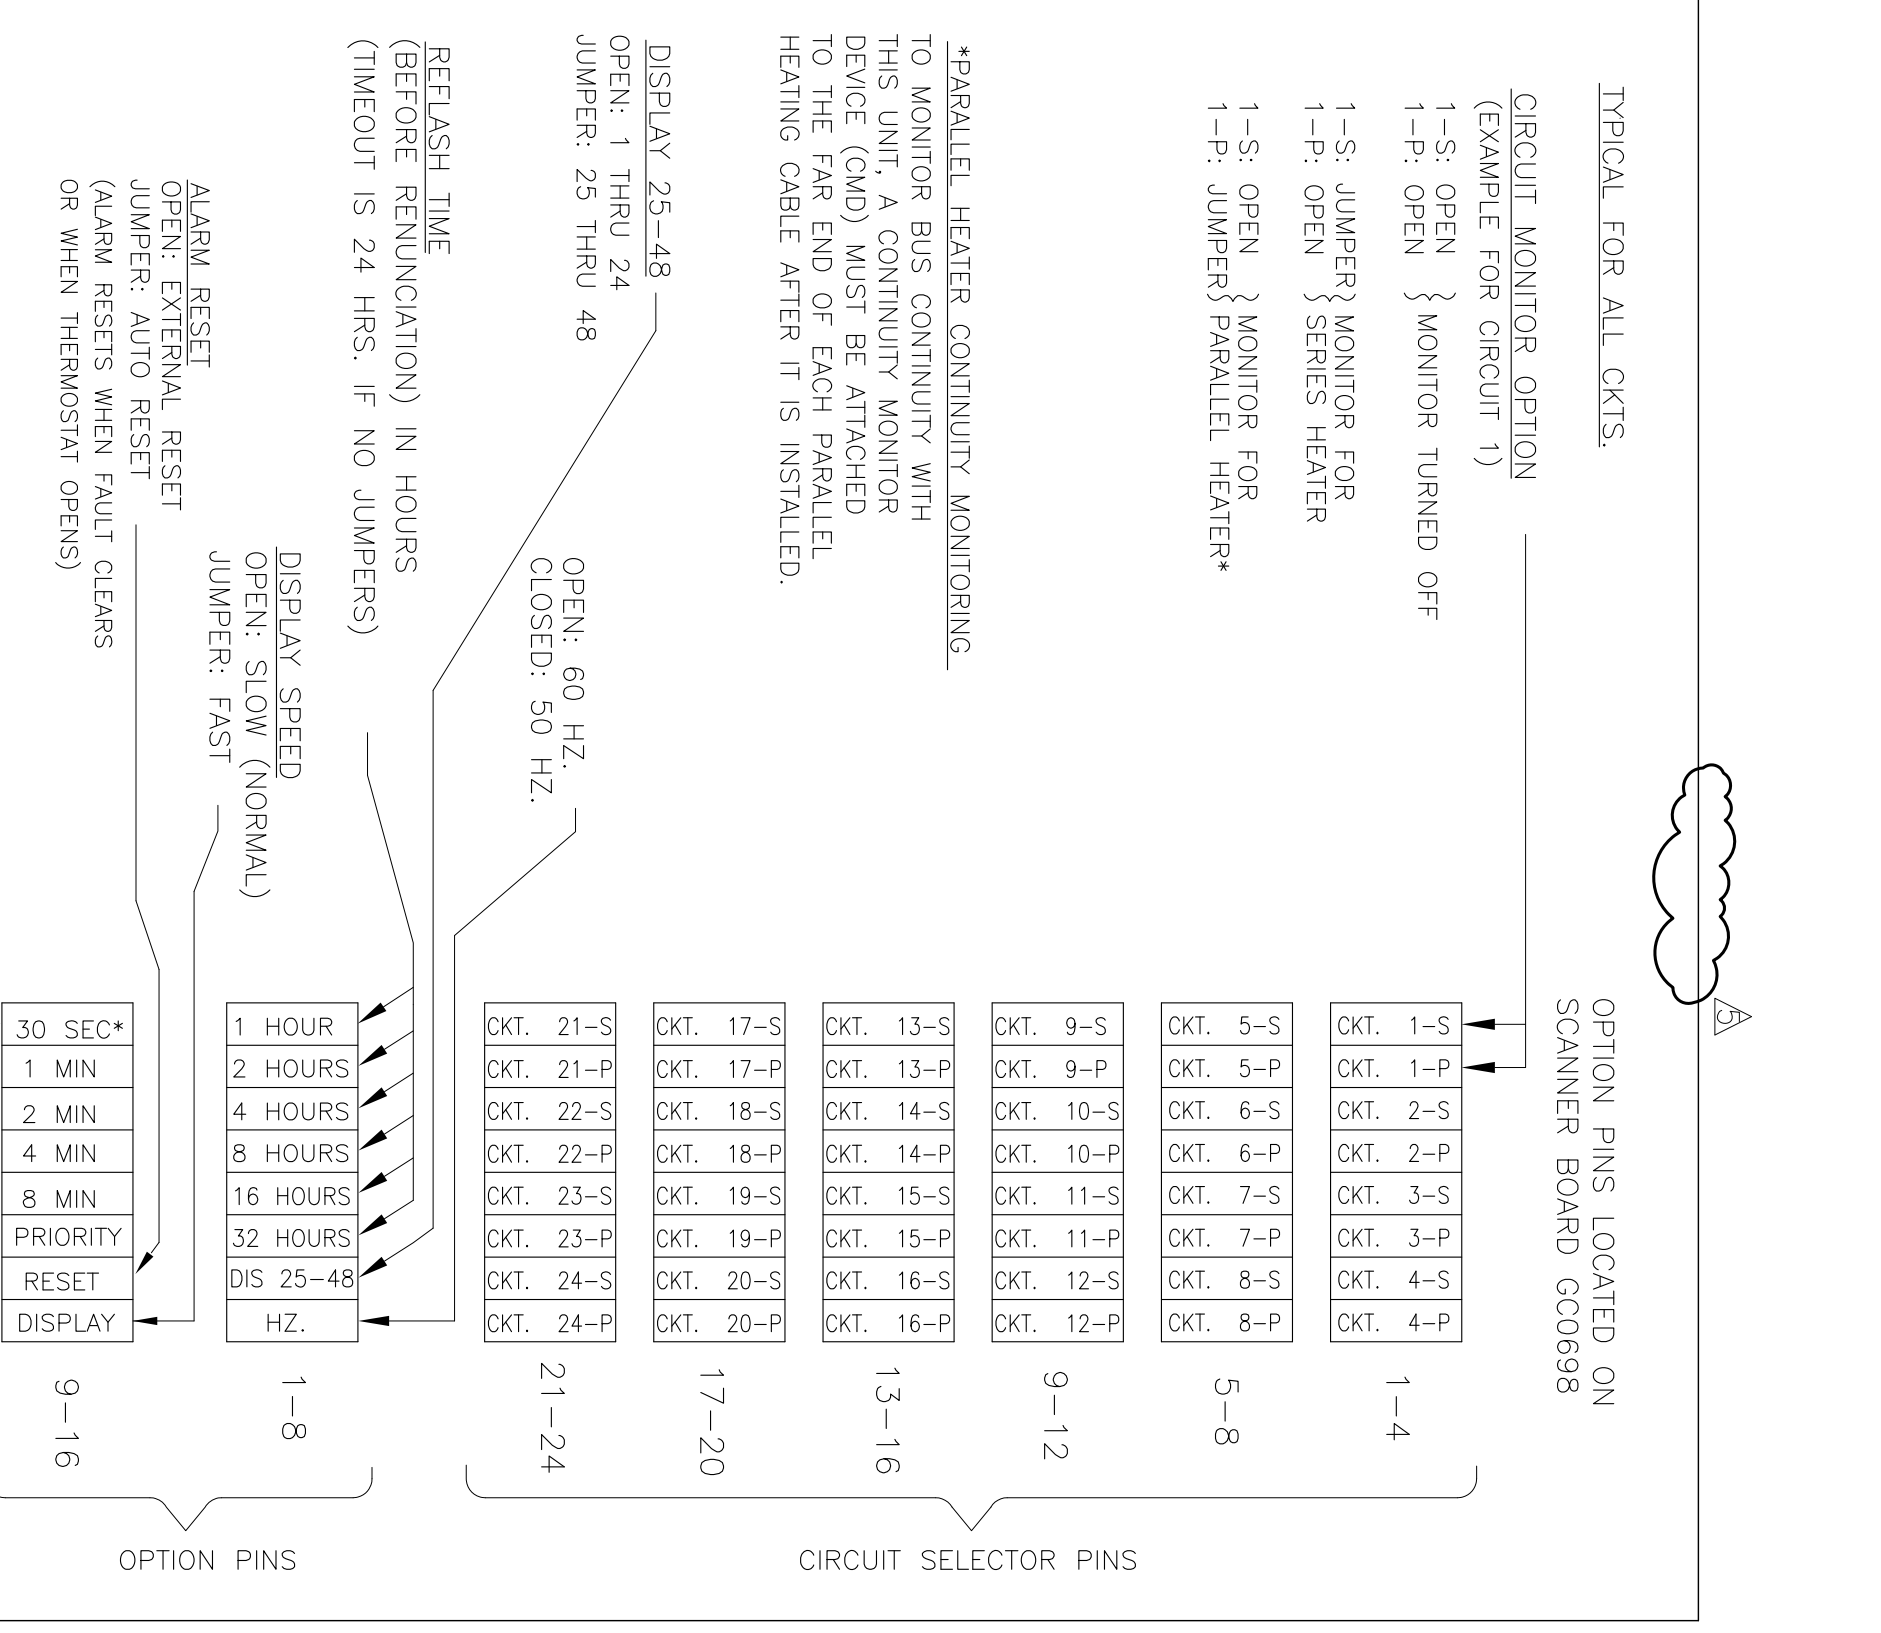 TYPICAL FOR ALL CKTS.
CIRCUIT MONITOR OPTION
(EXAMPLE FOR CIRCUIT 1)
1-S: OPEN } MONITOR TURNED OFF
1-P: OPEN
1-S: JUMPER} MONITOR FOR
1-P: OPEN } SERIES HEATER
1-S: OPEN } MONITOR FOR
1-P: JUMPER} PARALLEL HEATER*
*PARALLEL HEATER CONTINUITY MONITORING
TO MONITOR BUS CONTINUITY WITH
THIS UNIT, A CONTINUITY MONITOR
DEVICE (CMD) MUST BE ATTACHED
TO THE FAR END OF EACH PARALLEL
HEATING CABLE AFTER IT IS INSTALLED.
DISPLAY 25-48
OPEN: 1 THRU 24
JUMPER: 25 THRU 48
OPEN: 60 HZ.
CLOSED: 50 HZ.
REFLASH TIME
(BEFORE RENUNCIATION) IN HOURS
(TIMEOUT IS 24 HRS. IF NO JUMPERS)
DISPLAY SPEED
OPEN: SLOW (NORMAL)
JUMPER: FAST
ALARM RESET
OPEN: EXTERNAL RESET
JUMPER: AUTO RESET
(ALARM RESETS WHEN FAULT CLEARS
OR WHEN THERMOSTAT OPENS)
5
OPTION PINS LOCATED ON
SCANNER BOARD GC0698
CKT. 1-S
CKT. 1-P
CKT. 2-S
CKT. 2-P
CKT. 3-S
CKT. 3-P
CKT. 4-S
CKT. 4-P
1-4
CKT. 5-S
CKT. 5-P
CKT. 6-S
CKT. 6-P
CKT. 7-S
CKT. 7-P
CKT. 8-S
CKT. 8-P
5-8
CKT. 9-S
CKT. 9-P
CKT. 10-S
CKT. 10-P
CKT. 11-S
CKT. 11-P
CKT. 12-S
CKT. 12-P
9-12
CKT. 13-S
CKT. 13-P
CKT. 14-S
CKT. 14-P
CKT. 15-S
CKT. 15-P
CKT. 16-S
CKT. 16-P
13-16
CKT. 17-S
CKT. 17-P
CKT. 18-S
CKT. 18-P
CKT. 19-S
CKT. 19-P
CKT. 20-S
CKT. 20-P
17-20
CKT. 21-S
CKT. 21-P
CKT. 22-S
CKT. 22-P
CKT. 23-S
CKT. 23-P
CKT. 24-S
CKT. 24-P
21-24
CIRCUIT SELECTOR PINS
1 HOUR
2 HOURS
4 HOURS
8 HOURS
16 HOURS
32 HOURS
DIS 25-48
HZ.
1-8
30 SEC*
1 MIN
2 MIN
4 MIN
8 MIN
PRIORITY
RESET
DISPLAY
9-16
OPTION PINS